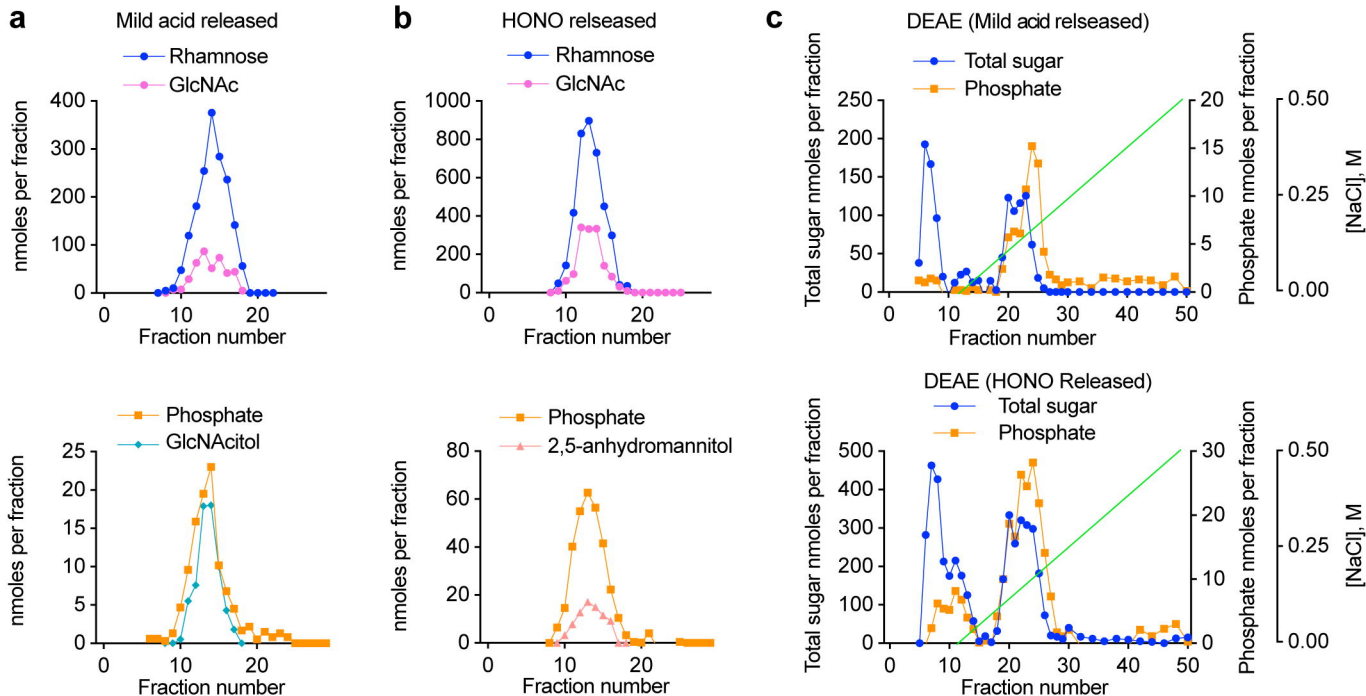 a
Mild acid released
Rhamnose
GlcNAc
nmoles per fraction
400
300
200
100
0
0 10 20
Fraction number
Phosphate
GlcNAcitol
nmoles per fraction
25
20
15
10
5
0
0 10 20
Fraction number
b
HONO relseased
Rhamnose
GlcNAc
nmoles per fraction
1000
800
600
400
200
0
0 10 20
Fraction number
Phosphate
2,5-anhydromannitol
nmoles per fraction
80
60
40
20
0
0 10 20
Fraction number
c
DEAE (Mild acid relseased)
Total sugar
Phosphate
Total sugar nmoles per fraction
250
200
150
100
50
0
0 10 20 30 40 50
Fraction number
20
15
10
5
0
Phosphate nmoles per fraction
0.50
0.25
0.00
[NaCl], M
DEAE (HONO Released)
Total sugar
Phosphate
Total sugar nmoles per fraction
500
400
300
200
100
0
0 10 20 30 40 50
Fraction number
30
20
10
0
Phosphate nmoles per fraction
0.50
0.25
0.00
[NaCl], M